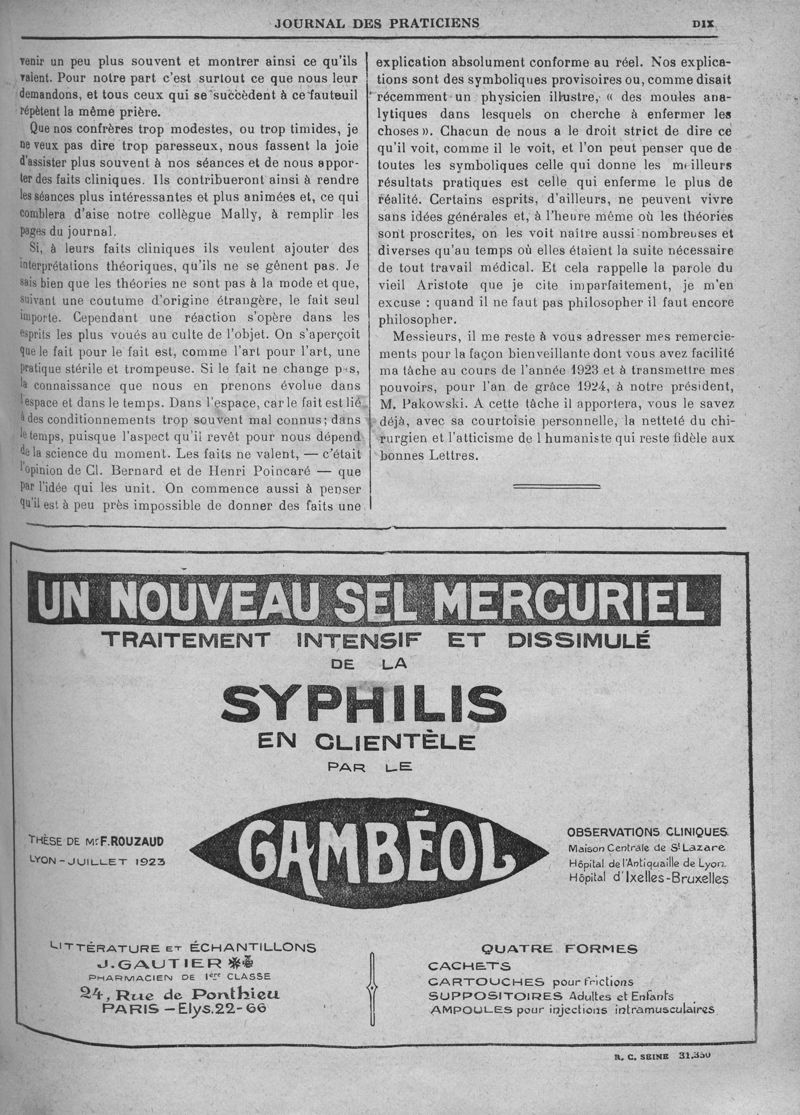 JOURNAL DES PRATICIENS
DIX
venir un peu plus souvent et montrer ainsi ce qu'ils
valent. Pour notre part c'est surtout ce que nous leur
demandons, et tous ceux qui se succèdent à ce fauteuil
répètent la même prière.
Que nos confrères trop modestes, ou trop timides, je
ne veux pas dire trop paresseux, nous fassent la joie
d'assister plus souvent à nos séances et de nous appor-
ter des faits cliniques. Ils contribueront ainsi à rendre
les séances plus intéressantes et plus animées, et, ce qui
comblera d'aise notre collègue Mally, à remplir les
pages du journal.
Si, à leurs faits cliniques ils veulent ajouter des
interprétations théoriques, qu'ils ne se gênent pas. Je
sais bien que les théories ne sont pas à la mode et que,
suivant une coutume d'origine étrangère, le fait seul
importe. Cependant une réaction s'opère dans les
esprits les plus voués au culte de l'objet. On s'aperçoit
que le fait pour le fait est, comme l'art pour l'art, une
pratique stérile et trompeuse. Si le fait ne change pas,
la connaissance que nous en prenons évolue dans
l'espace et dans le temps. Dans l'espace, car le fait est lié
à des conditionnements trop souvent mal connus; dans
le temps, puisque l'aspect qu'il revêt pour nous dépend
de la science du moment. Les faits ne valent, — c'était
l'opinion de Cl. Bernard et de Henri Poincaré — que
par l'idée qui les unit. On commence aussi à penser
qu'il est à peu près impossible de donner des faits une
explication absolument conforme au réel. Nos explica-
tions sont des symboliques provisoires ou, comme disait
récemment un physicien illustre, « des moules ana-
lytiques dans lesquels on cherche à enfermer les
choses ». Chacun de nous a le droit strict de dire ce
qu'il voit, comme il le voit, et l'on peut penser que de
toutes les symboliques celle qui donne les meilleurs
résultats pratiques est celle qui enferme le plus de
réalité. Certains esprits, d'ailleurs, ne peuvent vivre
sans idées générales et, à l'heure même où les théories
sont proscrites, on les voit naître aussi nombreuses et
diverses qu'au temps où elles étaient la suite nécessaire
de tout travail médical. Et cela rappelle la parole du
vieil Aristote que je cite imparfaitement, je m'en
excuse : quand il ne faut pas philosopher il faut encore
philosopher.
Messieurs, il me reste à vous adresser mes remercie-
ments pour la façon bienveillante dont vous avez facilité
ma tâche au cours de l'année 1923 et à transmettre mes
pouvoirs, pour l'an de grâce 1924, à notre président,
M. Pakowski. A cette tâche il apportera, vous le savez
déjà, avec sa courtoisie personnelle, la netteté du chi-
rurgien et l'atticisme de l humaniste qui reste fidèle aux
bonnes Lettres.
UN NOUVEAU SEL MERCURIEL
TRAITEMENT INTENSIF ET DISSIMULÉ
DE LA
SYPHILIS
EN CLIENTÈLE
PAR LE
GAMBÉOL
THÈSE DE Mr F. ROUZAUD
LYON - JUILLET 1923
OBSERVATIONS CLINIQUES
Maison Centrale de St Lazare
Hôpital de l'Antiquaille de Lyon.
Hôpital d'Ixelles-Bruxelles
LITTÉRATURE ET ÉCHANTILLONS
J. GAUTIER
PHARMACIEN DE 1ère CLASSE
24, Rue de Ponthieu
PARIS — Elys. 22-66
QUATRE FORMES
CACHETS
CARTOUCHES pour frictions
SUPPOSITOIRES Adultes et Enfants
AMPOULES pour injections intramusculaires
R. C. SEINE 31.350